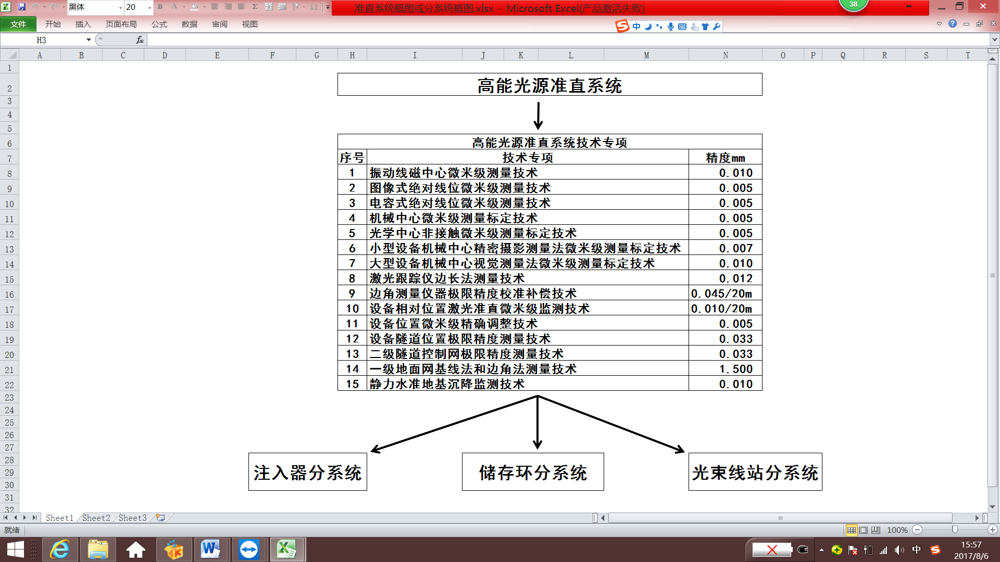 黑体
20
准直系统概图或分系统概图.xlsx - Microsoft Excel(产品激活失败)
38
文件
开始
插入
页面布局
公式
数据
审阅
视图
中
H3
fx
A B C D E F G H I J K L M N O P Q R S T
1
2
3
4
5
6
7
8
9
10
11
12
13
14
15
16
17
18
19
20
21
22
23
24
25
26
27
28
29
30
31
32
高能光源准直系统
高能光源准直系统技术专项
序号 技术专项 精度mm
1 振动线磁中心微米级测量技术 0.010
2 图像式绝对线位微米级测量技术 0.005
3 电容式绝对线位微米级测量技术 0.005
4 机械中心微米级测量标定技术 0.005
5 光学中心非接触微米级测量标定技术 0.005
6 小型设备机械中心精密摄影测量法微米级测量标定技术 0.007
7 大型设备机械中心视觉测量法微米级测量标定技术 0.010
8 激光跟踪仪边长法测量技术 0.012
9 边角测量仪器极限精度校准补偿技术 0.045/20m
10 设备相对位置激光准直微米级监测技术 0.010/20m
11 设备位置微米级精确调整技术 0.005
12 设备隧道位置极限精度测量技术 0.033
13 二级隧道控制网极限精度测量技术 0.033
14 一级地面网基线法和边角法测量技术 1.500
15 静力水准地基沉降监测技术 0.010
注入器分系统
储存环分系统
光束线站分系统
Sheet1 Sheet2 Sheet3
就绪
100%
中
15:57
2017/8/6